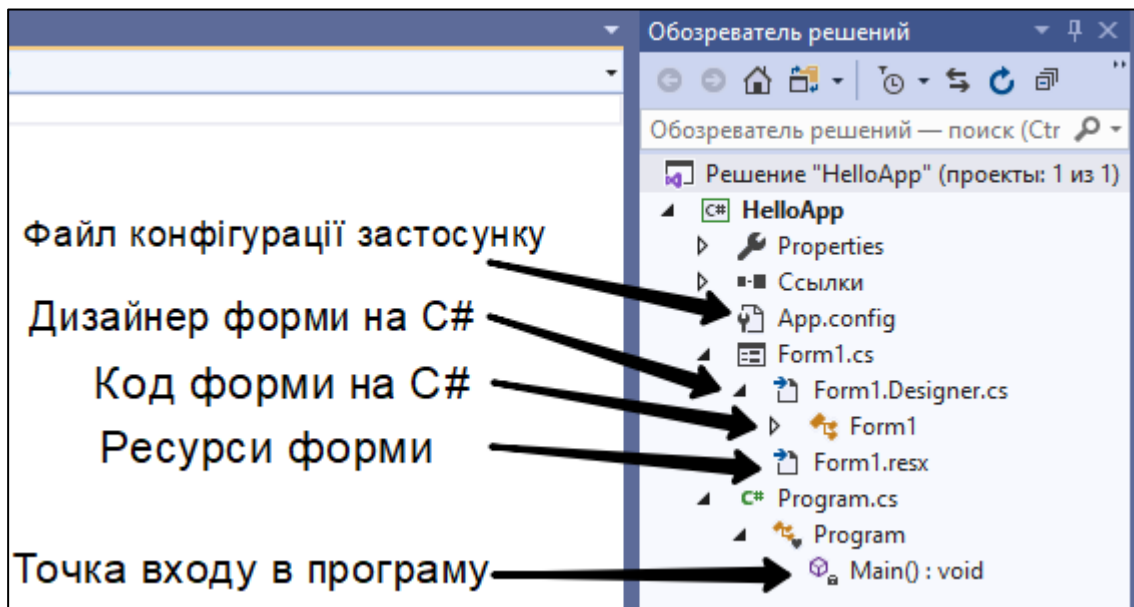 Обозреватель решений
Обозреватель решений — поиск (Ctr
Решение "HelloApp" (проекты: 1 из 1)
C# HelloApp
Файл конфігурації застосунку
Properties
Ссылки
Дизайнер форми на C#
App.config
Form1.cs
Код форми на C#
Form1.Designer.cs
Form1
Ресурси форми
Form1.resx
C# Program.cs
Program
Точка входу в програму
Main() : void